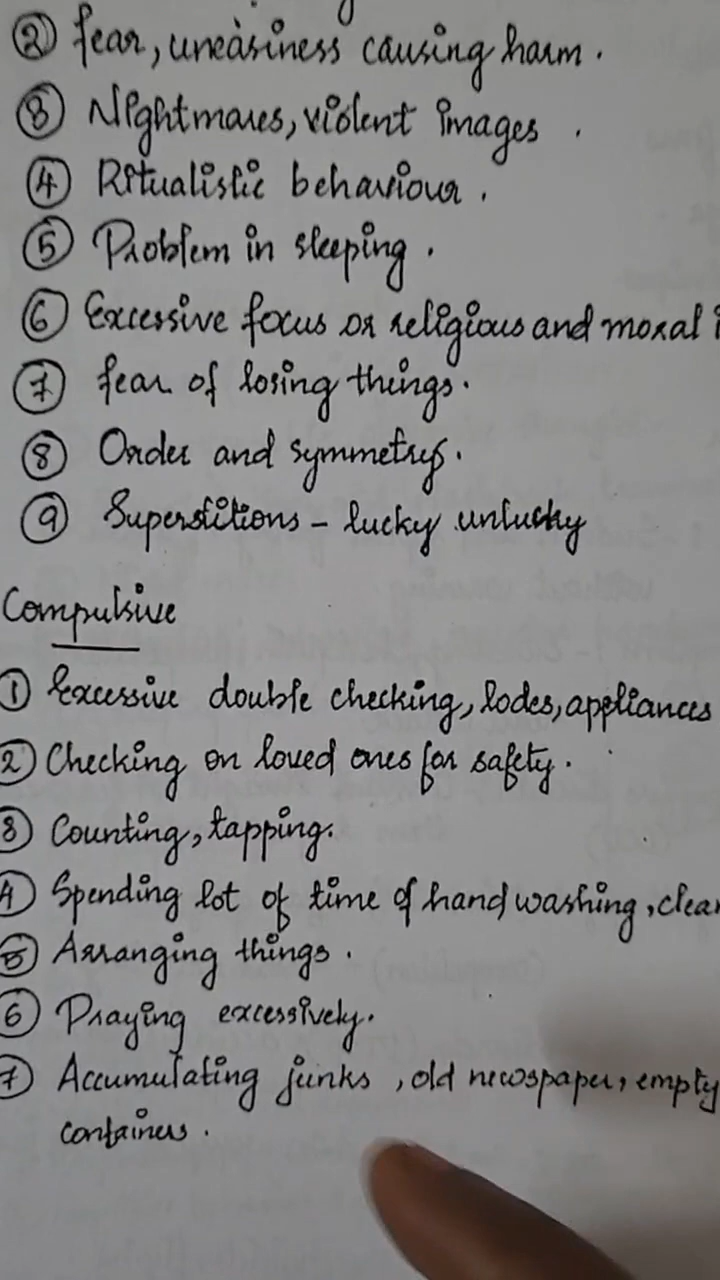 ② fear, uneasiness causing harm.
③ Nightmares, violent images.
④ Ritualistic behaviour.
⑤ Problem in sleeping.
⑥ Excessive focus or religious and moral i
⑦ fear of losing things.
⑧ Order and symmetry.
⑨ Superstitions - lucky unlucky
Compulsive
① Excessive double checking, lodes, appliances
② Checking on loved ones for safety.
③ Counting, tapping.
④ Spending lot of time of hand washing, clean
⑤ Arranging things.
⑥ Praying excessively.
⑦ Accumulating junks, old newspaper, empty
containers.